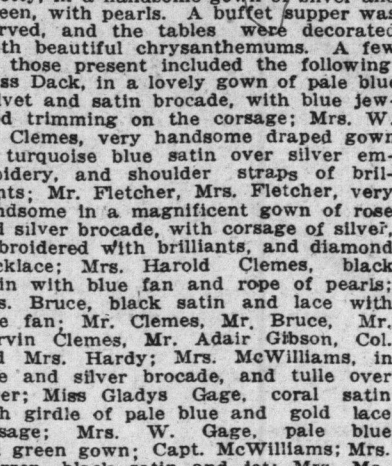 een, with pearls. A buffet supper was
rved, and the tables were decorated
th beautiful chrysanthemums. A few
those present included the following
ss Dack, in a lovely gown of pale blue
lvet and satin brocade, with blue jew-
d trimming on the corsage; Mrs. W.
Clemes, very handsome draped gown
turquoise blue satin over silver em-
oidery, and shoulder straps of bril-
nts; Mr. Fletcher, Mrs. Fletcher, very
ndsome in a magnificent gown of rose
d silver brocade, with corsage of silver,
broidered with brilliants, and diamond
cklace; Mrs. Harold Clemes, black
in with blue fan and rope of pearls;
s. Bruce, black satin and lace with
e fan; Mr. Clemes, Mr. Bruce, Mr.
rvin Clemes, Mr. Adair Gibson, Col.
d Mrs. Hardy; Mrs. McWilliams, in
e and silver brocade, and tulle over
er; Miss Gladys Gage, coral satin
h girdle of pale blue and gold lace
sage; Mrs. W. Gage, pale blue
green gown; Capt. McWilliams; Mrs.
black satin and jet;